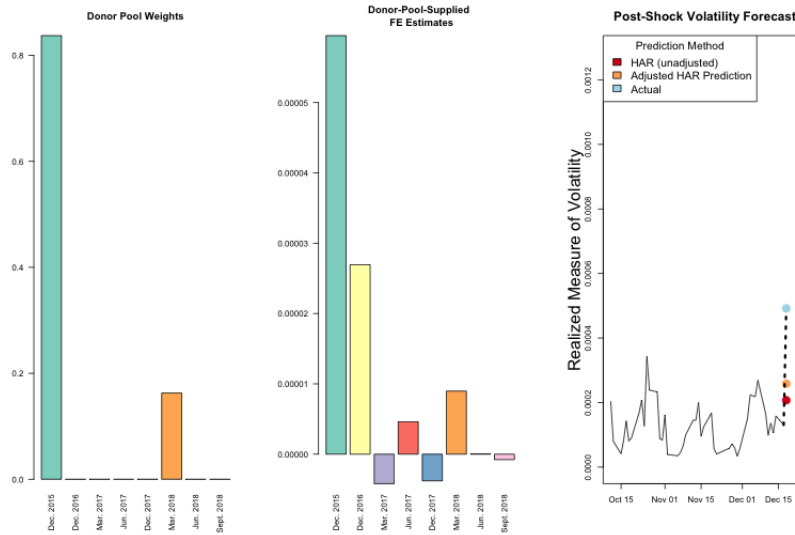 Donor Pool Weights
0.8
0.6
0.4
0.2
0.0
Dec. 2015
Dec. 2016
Mar. 2017
Jun. 2017
Dec. 2017
Mar. 2018
Jun. 2018
Sept. 2018
Donor-Pool-Supplied
FE Estimates
0.00005
0.00004
0.00003
0.00002
0.00001
0.00000
Dec. 2015
Dec. 2016
Mar. 2017
Jun. 2017
Dec. 2017
Mar. 2018
Jun. 2018
Sept. 2018
Post-Shock Volatility Forecast
Prediction Method
HAR (unadjusted)
Adjusted HAR Prediction
Actual
Realized Measure of Volatility
0.0012
0.0010
0.0008
0.0006
0.0004
0.0002
0.0000
Oct 15
Nov 01
Nov 15
Dec 01
Dec 15